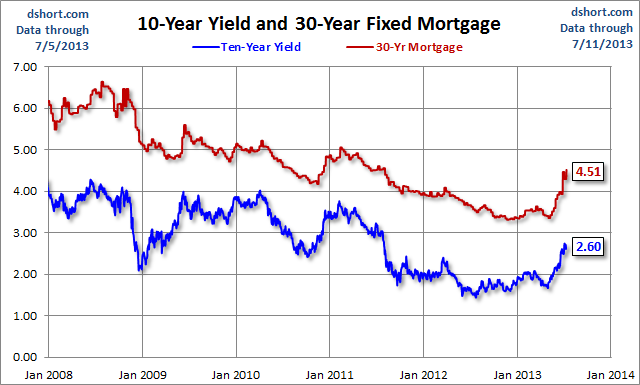 dshort.com
Data through
7/5/2013
10-Year Yield and 30-Year Fixed Mortgage
dshort.com
Data through
7/11/2013
Ten-Year Yield
30-Yr Mortgage
7.00
6.00
5.00
4.00
3.00
2.00
1.00
0.00
4.51
2.60
Jan 2008
Jan 2009
Jan 2010
Jan 2011
Jan 2012
Jan 2013
Jan 2014